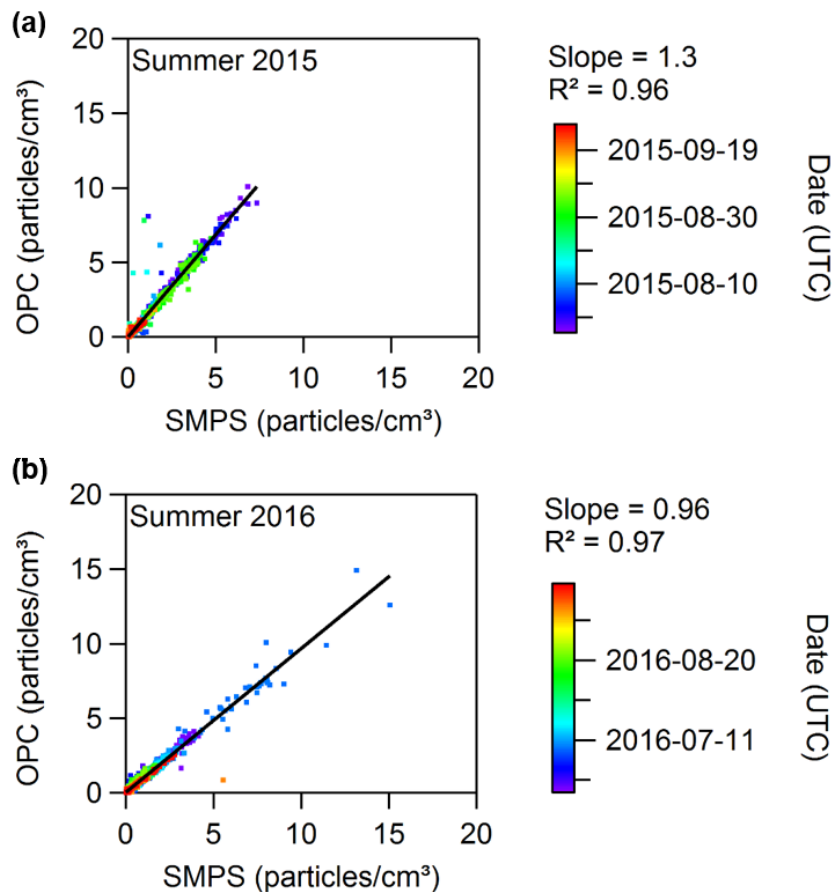 (a)
20
15
10
5
0
OPC (particles/cm³)
Summer 2015
0 5 10 15 20
SMPS (particles/cm³)
Slope = 1.3
R² = 0.96
2015-09-19
2015-08-30
2015-08-10
Date (UTC)
(b)
20
15
10
5
0
OPC (particles/cm³)
Summer 2016
0 5 10 15 20
SMPS (particles/cm³)
Slope = 0.96
R² = 0.97
2016-08-20
2016-07-11
Date (UTC)